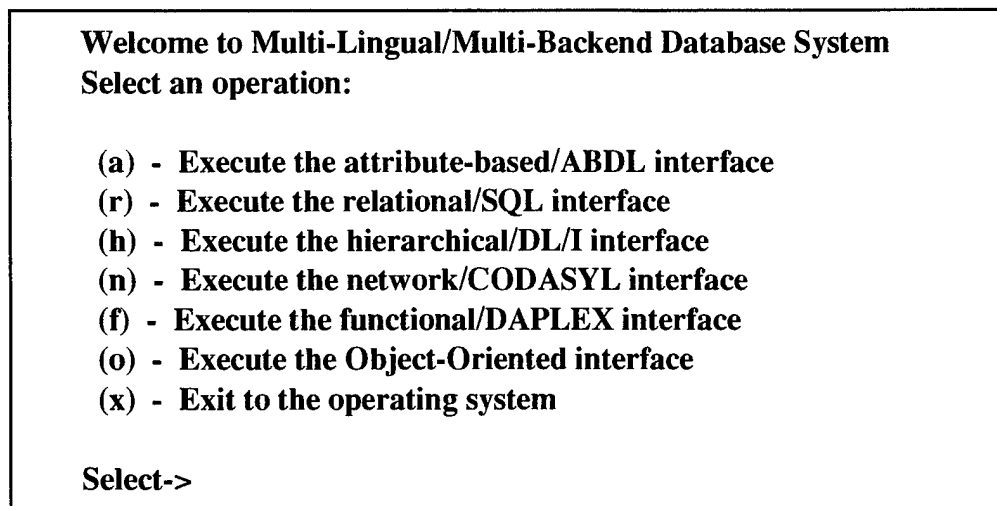 Welcome to Multi-Lingual/Multi-Backend Database System
Select an operation:
(a) - Execute the attribute-based/ABDL interface
(r) - Execute the relational/SQL interface
(h) - Execute the hierarchical/DL/I interface
(n) - Execute the network/CODASYL interface
(f) - Execute the functional/DAPLEX interface
(o) - Execute the Object-Oriented interface
(x) - Exit to the operating system
Select->